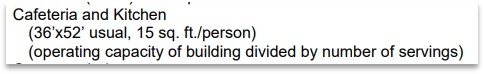 Cafeteria and Kitchen
(36’x52’ usual, 15 sq. ft./person)
(operating capacity of building divided by number of servings)